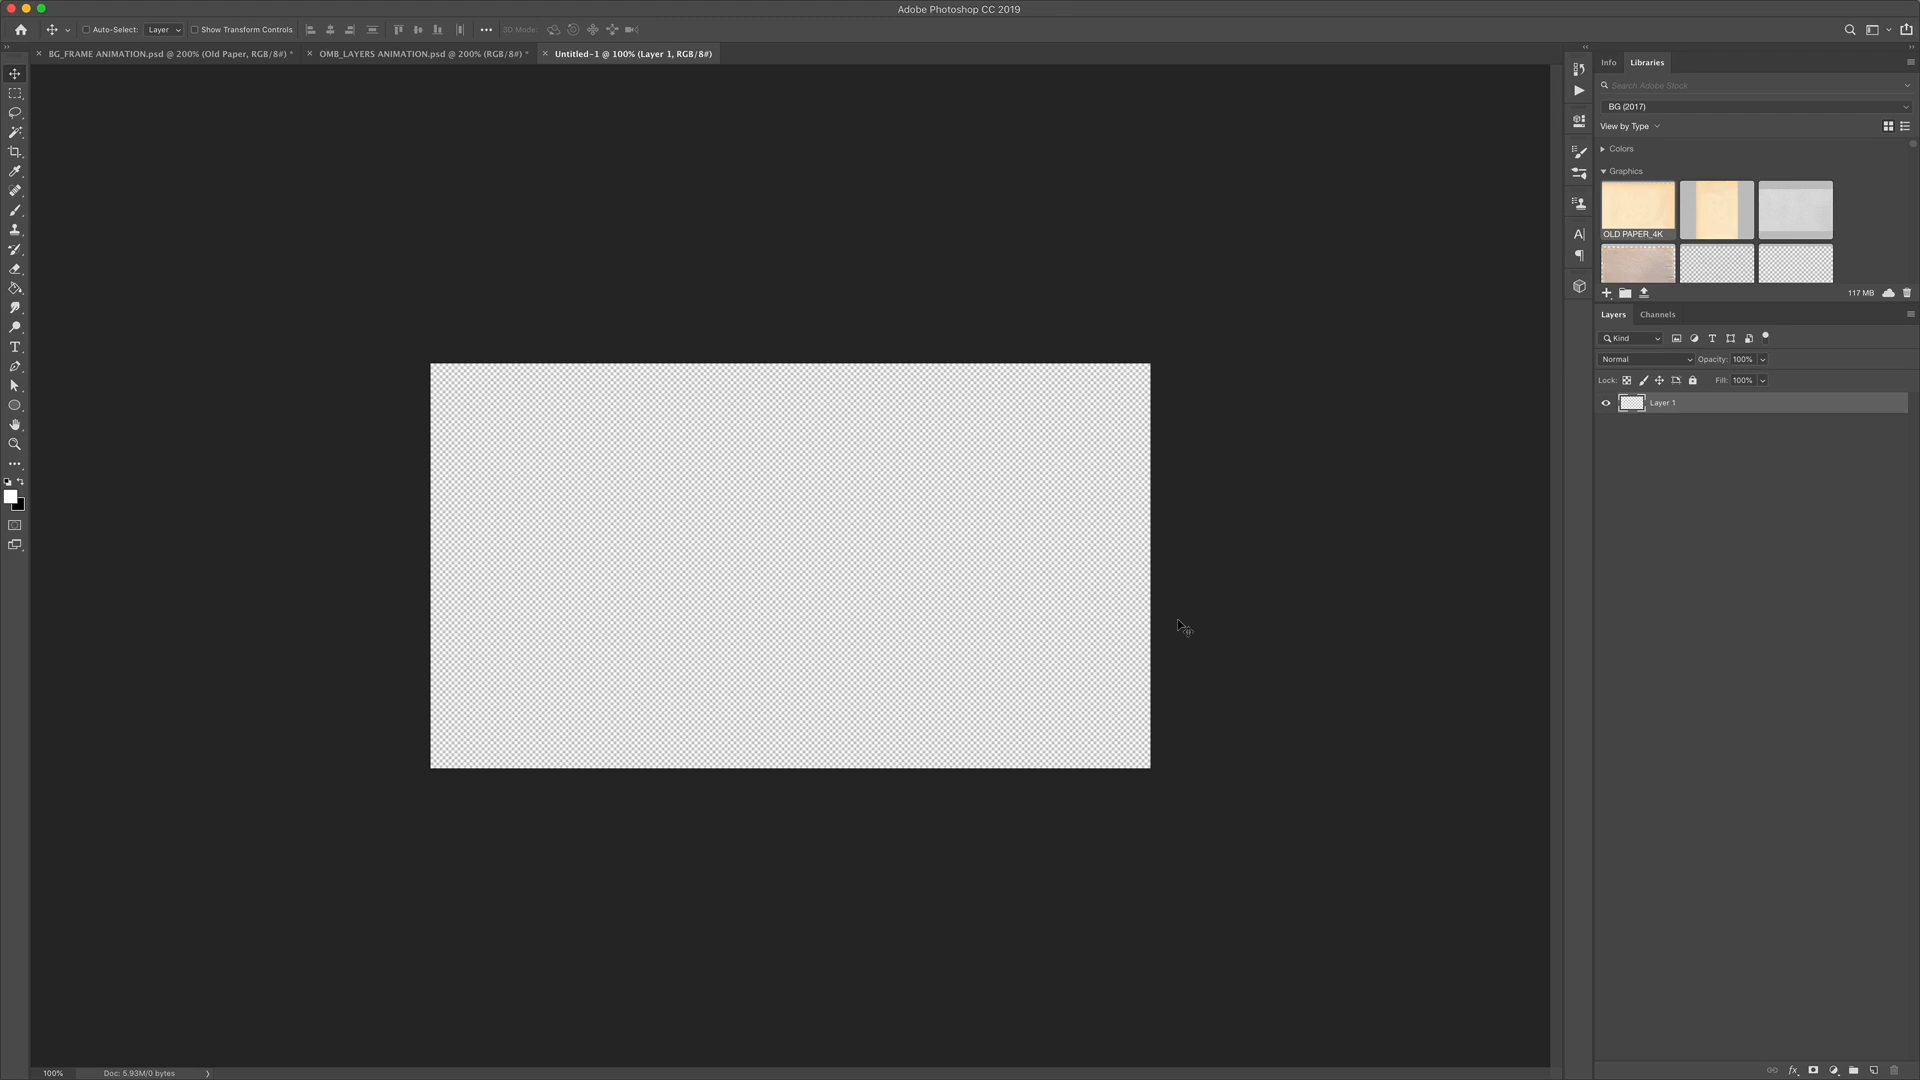 Adobe Photoshop CC 2019
Auto-Select: Layer Show Transform Controls 3D Mode:
BG_FRAME ANIMATION.psd @ 200% (Old Paper, RGB/8#) * OMB_LAYERS ANIMATION.psd @ 200% (RGB/8#) * Untitled-1 @ 100% (Layer 1, RGB/8#)
Info Libraries
Search Adobe Stock
BG (2017)
View by Type
Colors
Graphics
OLD PAPER_4K
117 MB
Layers Channels
Kind
Normal Opacity: 100%
Lock: Fill: 100%
Layer 1
100% Doc: 5.93M/0 bytes